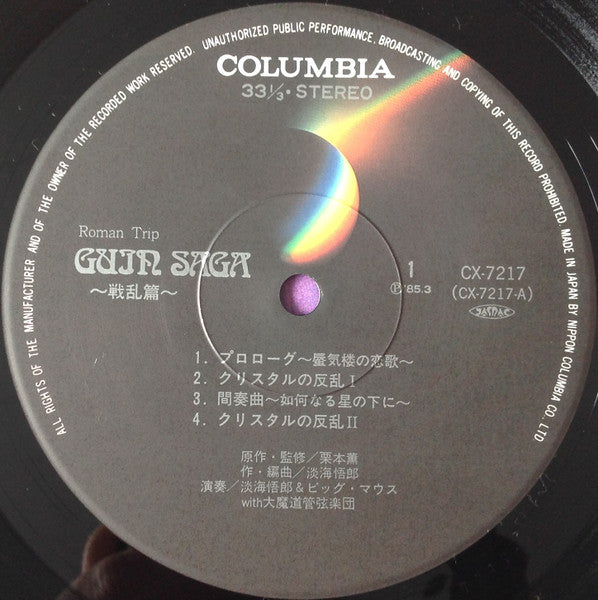 ALL RIGHTS OF THE MANUFACTURER AND OF THE OWNER OF THE RECORDED WORK RESERVED. UNAUTHORIZED PUBLIC PERFORMANCE, BROADCASTING AND COPYING OF THIS RECORD PROHIBITED. MADE IN JAPAN BY NIPPON COLUMBIA CO., LTD
COLUMBIA
33⅓・STEREO
Roman Trip
GUIN SAGA
～戦乱篇～
1
Ⓟ'85.3
CX-7217
(CX-7217-A)
1. プロローグ～蜃気楼の恋歌～
2. クリスタルの反乱I
3. 間奏曲～如何なる星の下に～
4. クリスタルの反乱II
原作・監修／栗本薫
作・編曲／淡海悟郎
演奏／淡海悟郎&ビッグ・マウス
with大魔道管弦楽団